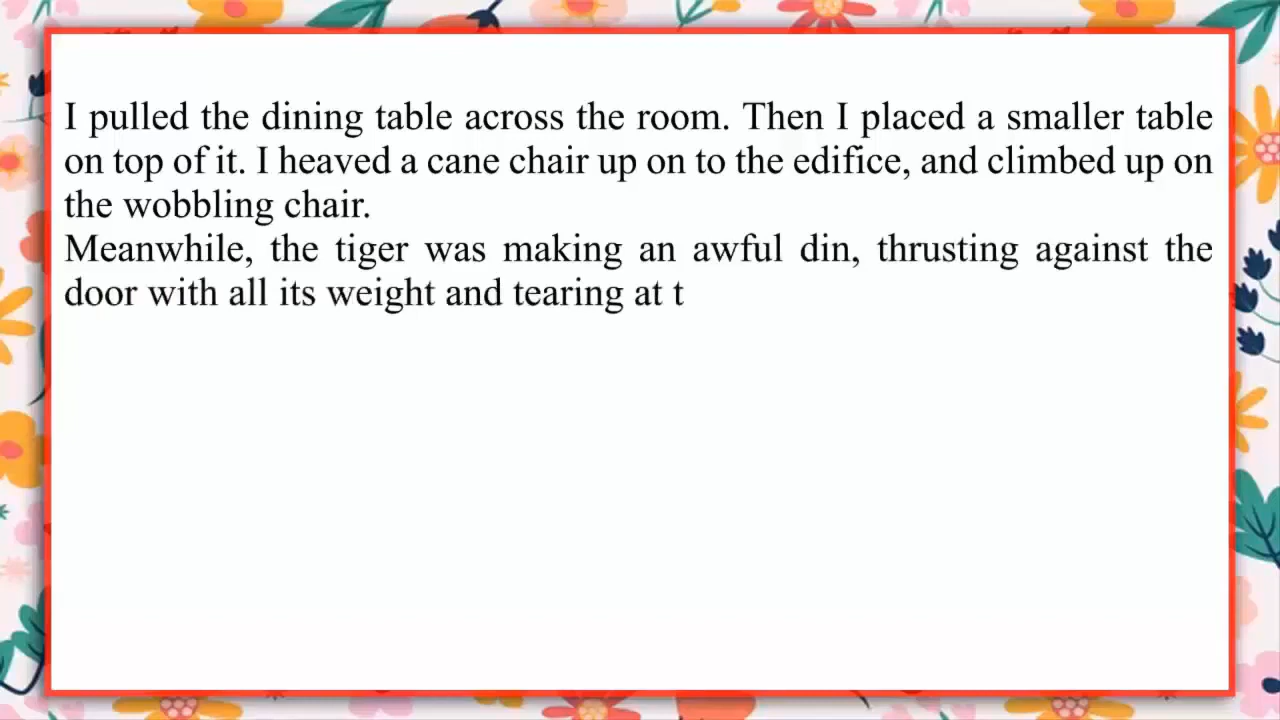 I pulled the dining table across the room. Then I placed a smaller table
on top of it. I heaved a cane chair up on to the edifice, and climbed up on
the wobbling chair.
Meanwhile, the tiger was making an awful din, thrusting against the
door with all its weight and tearing at t